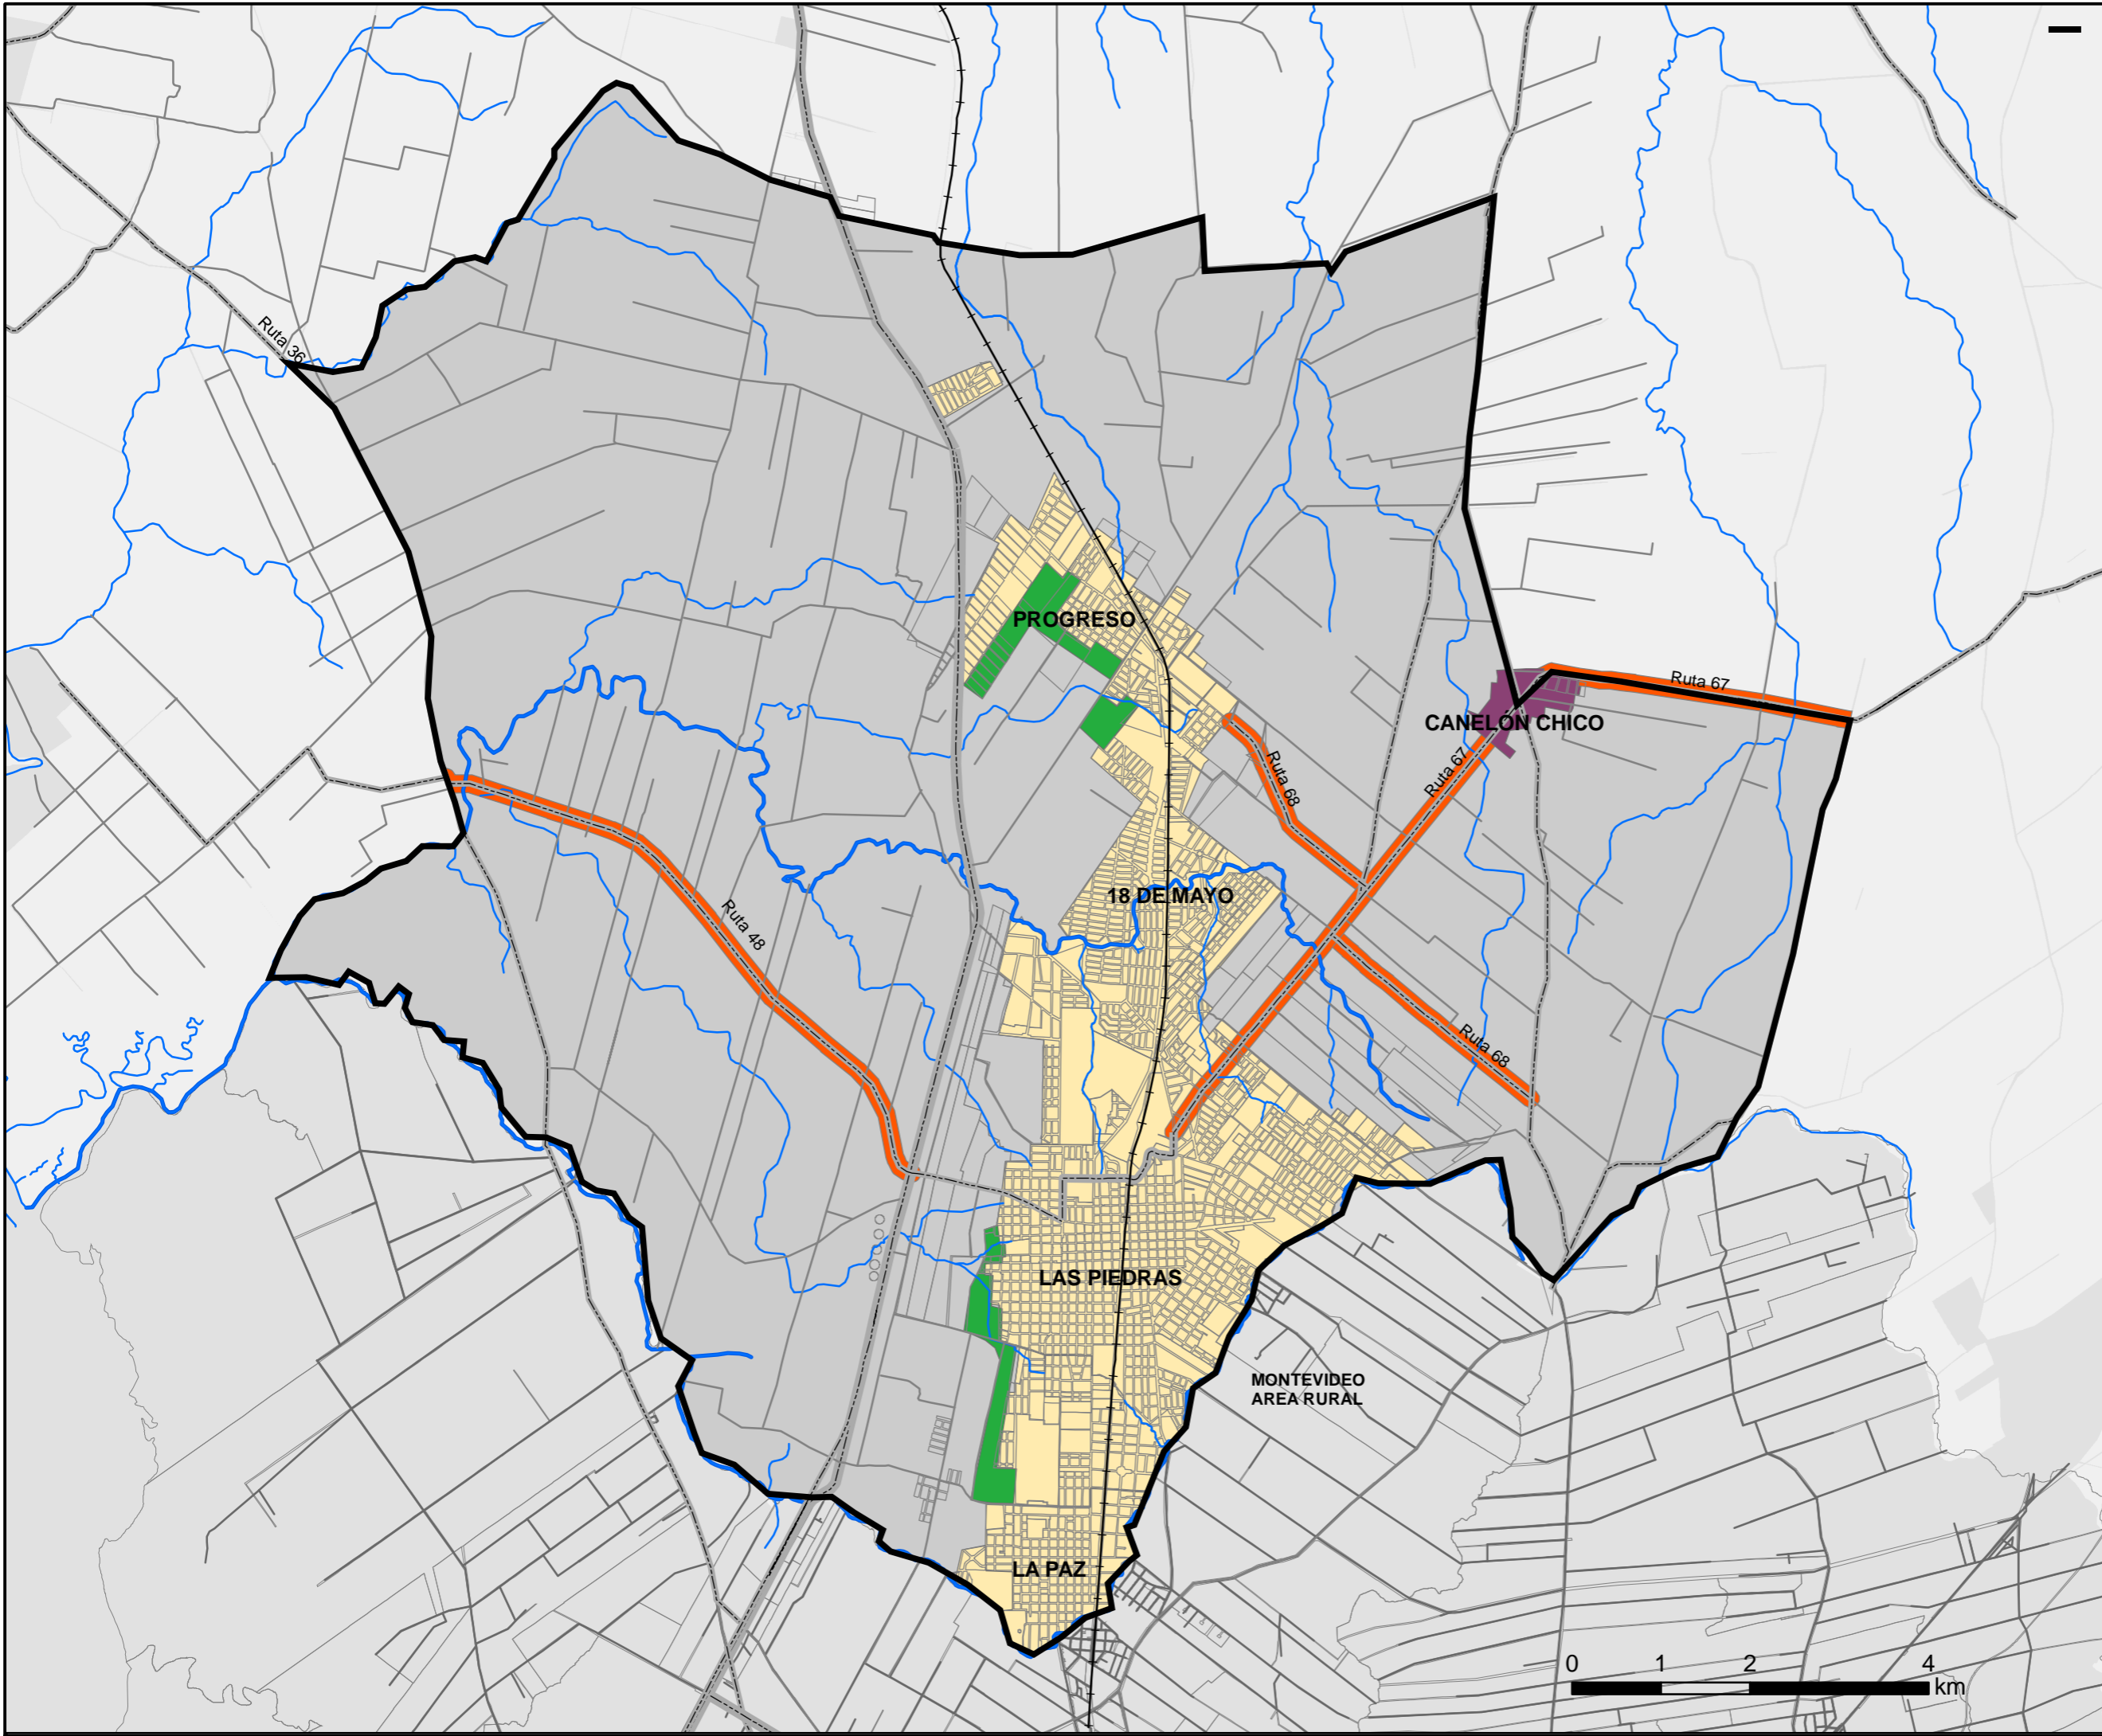 Ruta 36
PROGRESO
Ruta 67
CANELÓN CHICO
Ruta 67
Ruta 68
18 DE MAYO
Ruta 48
Ruta 68
LAS PIEDRAS
MONTEVIDEO
AREA RURAL
LA PAZ
0 1 2 4
km